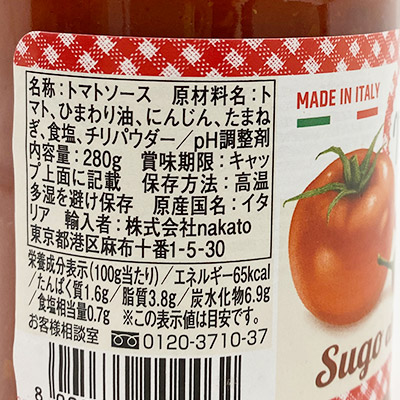 名称:トマトソース 原材料名:ト
マト、ひまわり油、にんじん、たまね
ぎ、食塩、チリパウダー/pH調整剤
内容量:280g 賞味期限:キャッ
プ上面に記載 保存方法:高温
多湿を避け保存 原産国名:イタ
リア 輸入者:株式会社nakato
東京都港区麻布十番1-5-30
栄養成分表示(100g当たり)/エネルギー65kcal
/たんぱく質1.6g/脂質3.8g/炭水化物6.9g
/食塩相当量0.7g ※この表示値は目安です。
お客様相談室 0120-3710-37
MADE IN ITALY
Sugo